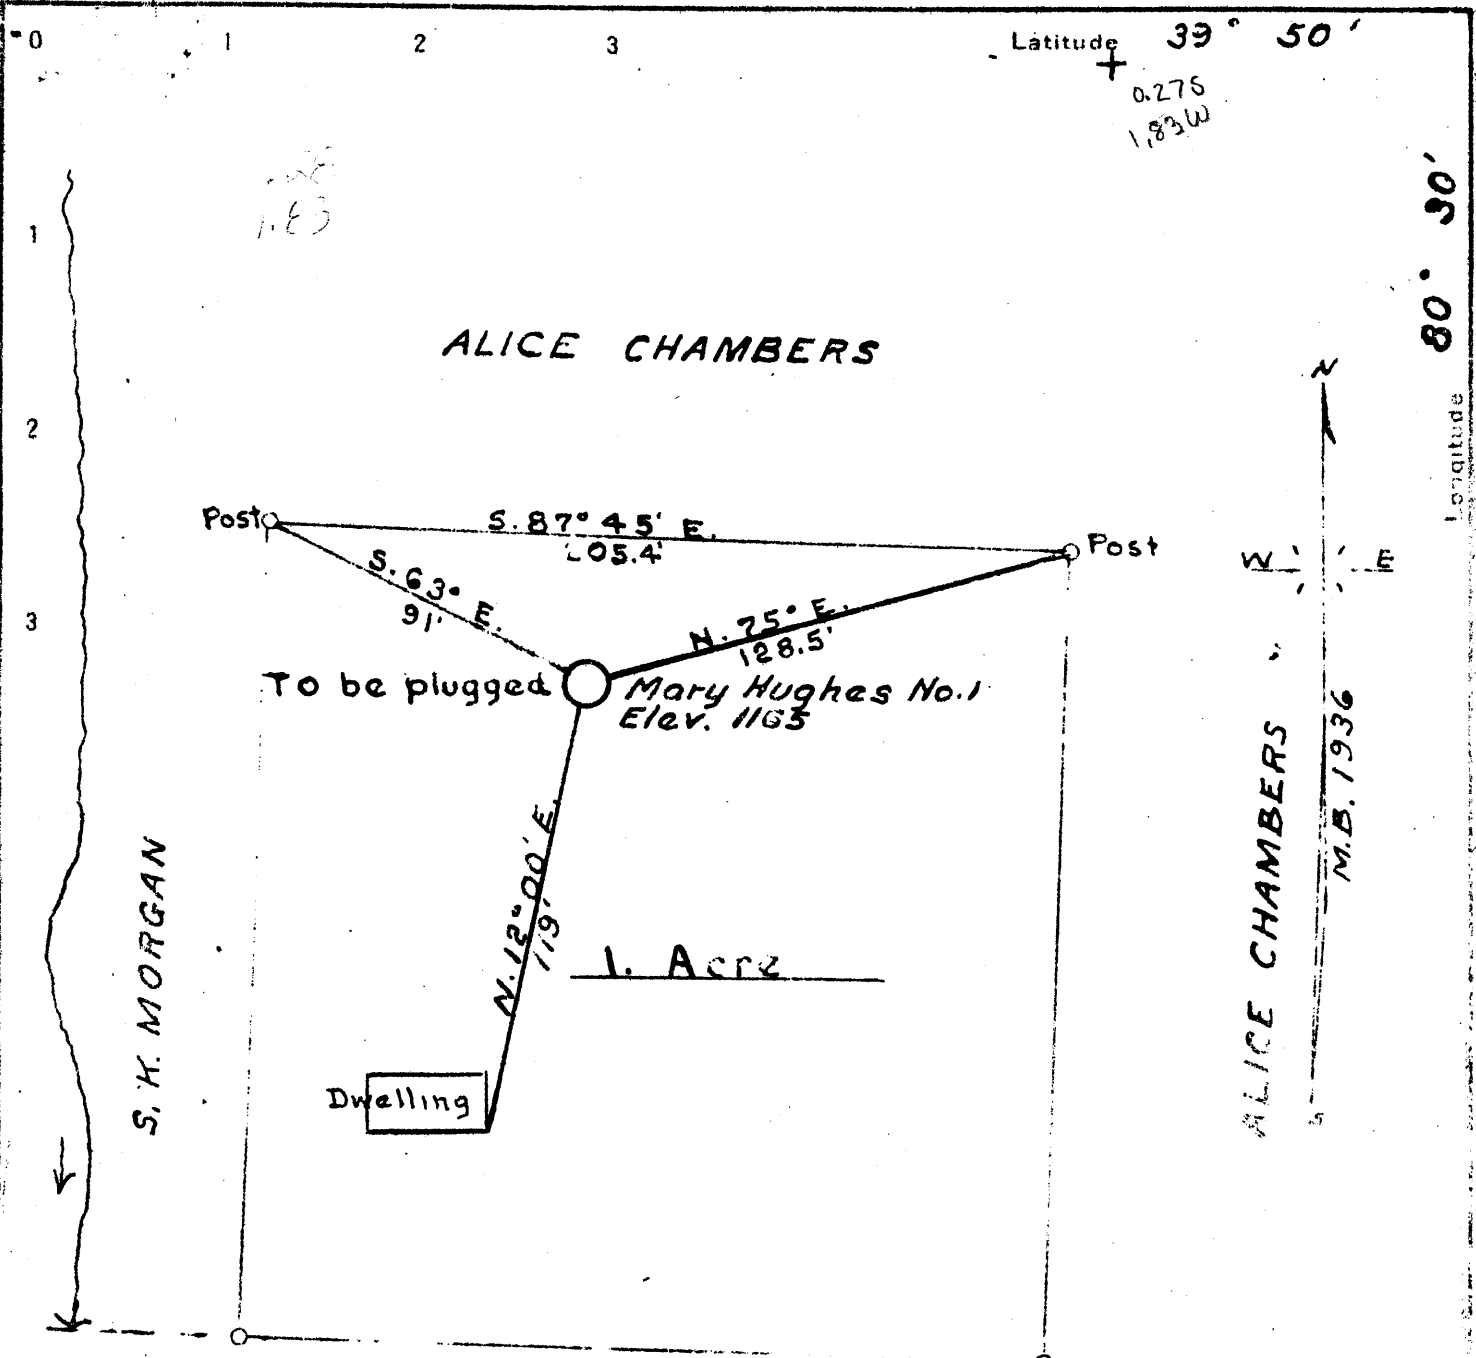 0 1 2 3 Latitude 39° 50'
0.27S
1.83W
80° 30'
Longitude
1.83
1
2
3
ALICE CHAMBERS
N
W E
S
M.B. 1936
Post
S. 87° 45' E.
05.4'
Post
S. 63° E.
91'
N. 75° E.
128.5'
To be plugged
Mary Hughes No.1
Elev. 1165
N. 12° 00' E.
119'
1. Acre
Dwelling
S. K. MORGAN
ALICE CHAMBERS